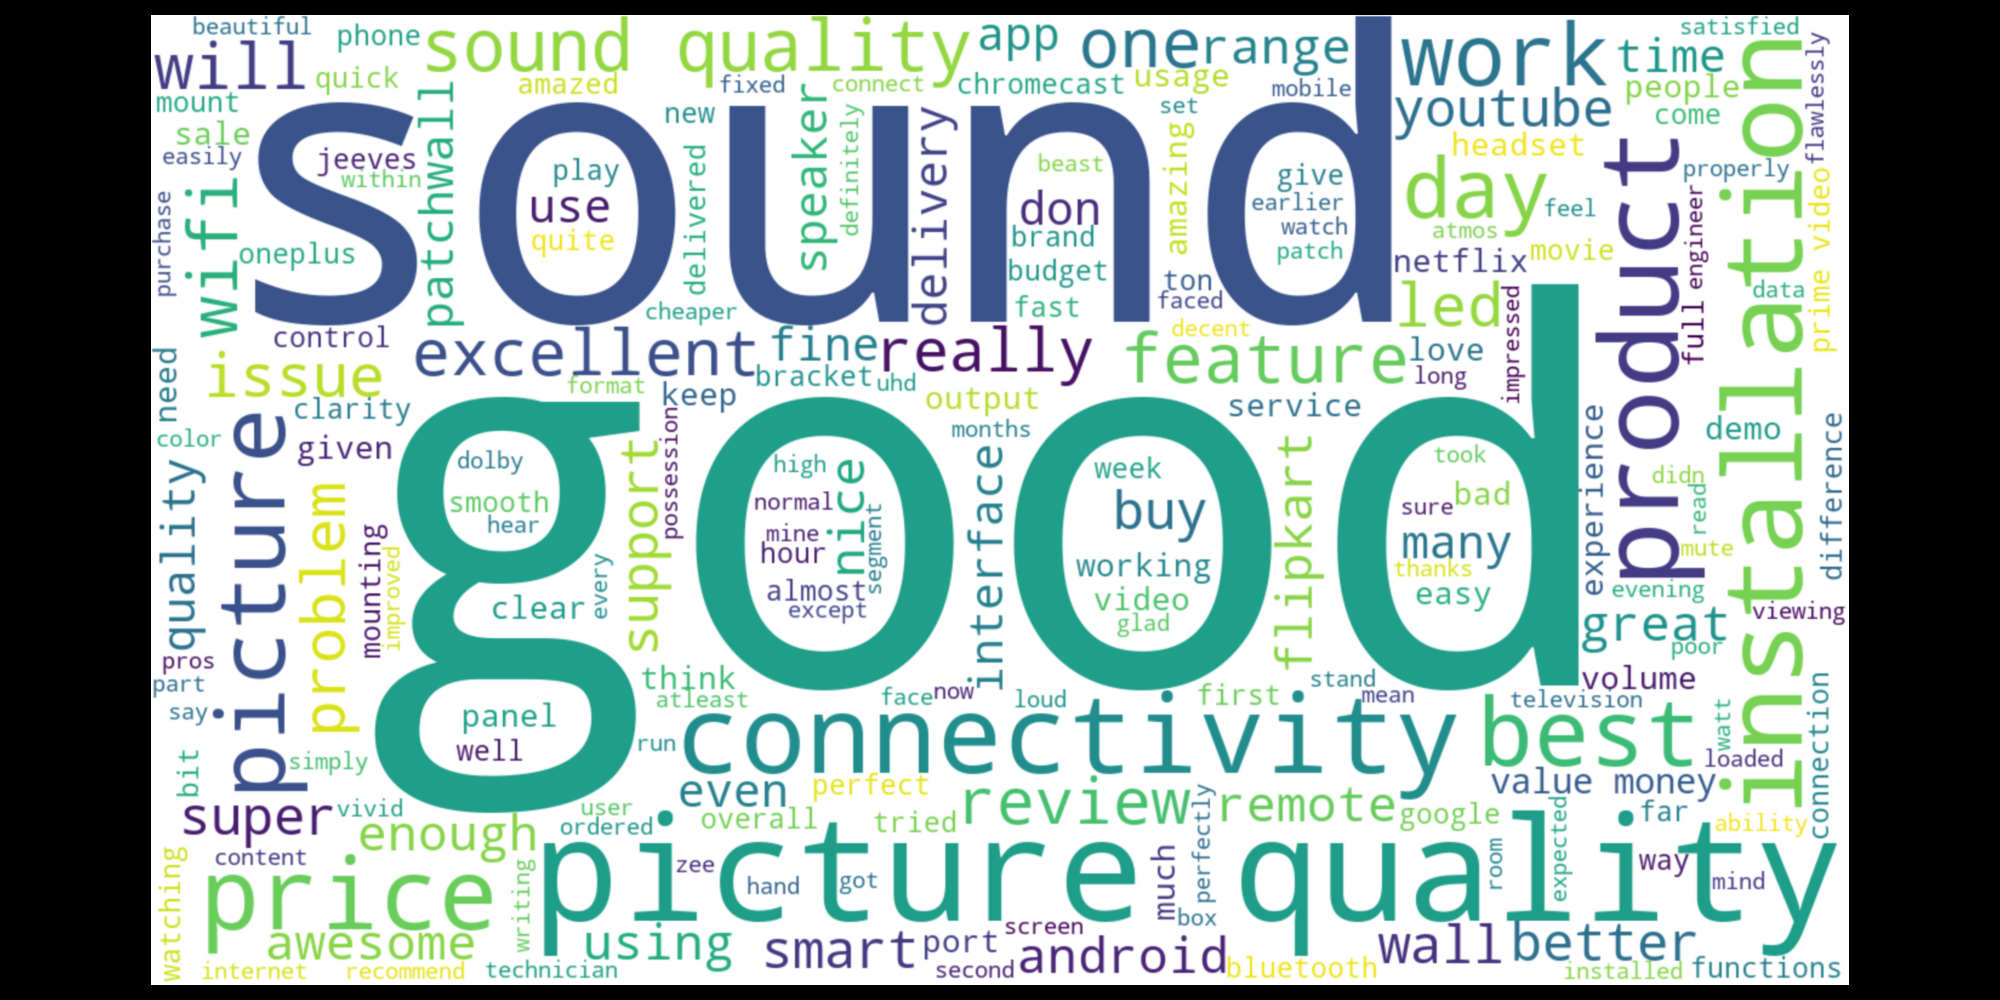 beautiful
phone
sound quality
app
one
range
work
time
satisfied
will
quick
amazed
fixed
connect
chromecast
usage
mobile
people
mount
new
set
youtube
come
sale
easily
jeeves
within
play
use
quite
beast
don
brand
budget
fast
give
earlier
watch
patch
headset
properly
flawlessly
sound
patchwall
delivered
speaker
definitely
delivery
amazing
day
feel
atmos
movie
netflix
product
engineer
installation
prime video
purchase
wifi
oneplus
ton
faced
decent
cheaper
control
led
data
full
impressed
excellent
fine
really
feature
love
long
issue
format
keep
bracket
uhd
output
service
need
clarity
color
given
picture
months
demo
experience
difference
good
dolby
smooth
hear
possession
support
high
normal
mine
hour
nice
segment
almost
except
interface
week
buy
working
video
glad
flipkart
took
sure
bad
many
thanks
easy
didn
read
mute
evening
quality
problem
mounting
improved
clear
every
great
viewing
poor
pros
part
say
think
atleast
face
now
loud
first
stand
mean
volume
television
panel
well
run
connectivity
best
watt
loaded
connection
bit
simply
even
perfect
value money
super
vivid
user
ordered
overall
tried
review
perfectly
remote
google
expected
far
ability
enough
content
picture quality
zee
hand
got
much
room
way
mind
price
writing
watching
box
awesome
using
smart
port
screen
second
android
bluetooth
wall
better
internet
recommend
technician
installed
functions